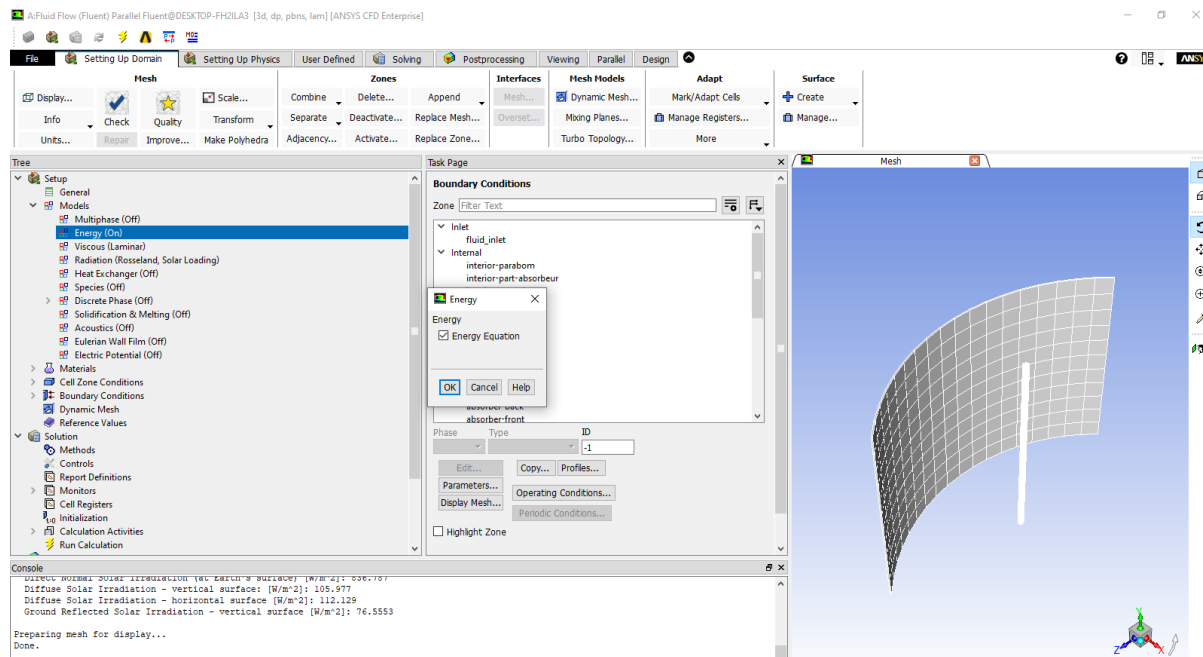 A:Fluid Flow (Fluent) Parallel Fluent@DESKTOP-FH2ILA3 [3d, dp, pbns, lam] [ANSYS CFD Enterprise]
File Setting Up Domain Setting Up Physics User Defined Solving Postprocessing Viewing Parallel Design
Mesh Zones Interfaces Mesh Models Adapt Surface
Display... Scale... Combine Delete... Append Mesh... Dynamic Mesh... Mark/Adapt Cells Create
Info Check Quality Transform Separate Deactivate... Replace Mesh... Overset... Mixing Planes... Manage Registers... Manage...
Units... Repair Improve... Make Polyhedra Adjacency... Activate... Replace Zone... Turbo Topology... More
Tree
Setup
General
Models
Multiphase (Off)
Energy (On)
Viscous (Laminar)
Radiation (Rosseland, Solar Loading)
Heat Exchanger (Off)
Species (Off)
Discrete Phase (Off)
Solidification & Melting (Off)
Acoustics (Off)
Eulerian Wall Film (Off)
Electric Potential (Off)
Materials
Cell Zone Conditions
Boundary Conditions
Dynamic Mesh
Reference Values
Solution
Methods
Controls
Report Definitions
Monitors
Cell Registers
Initialization
Calculation Activities
Run Calculation
Task Page
Boundary Conditions
Zone Filter Text
Inlet
fluid_inlet
Internal
interior-parabom
interior-part-absorbeur
Energy
Energy
Energy Equation
OK Cancel Help
absorber-back
absorber-front
Phase Type ID
-1
Edit... Copy... Profiles...
Parameters... Operating Conditions...
Display Mesh... Periodic Conditions...
Highlight Zone
Mesh
Y
Z X
Console
Direct Normal Solar Irradiation (at Earth's surface) [W/m^2]: 836.787
Diffuse Solar Irradiation - vertical surface: [W/m^2]: 105.977
Diffuse Solar Irradiation - horizontal surface [W/m^2]: 112.129
Ground Reflected Solar Irradiation - vertical surface [W/m^2]: 76.5553
Preparing mesh for display...
Done.